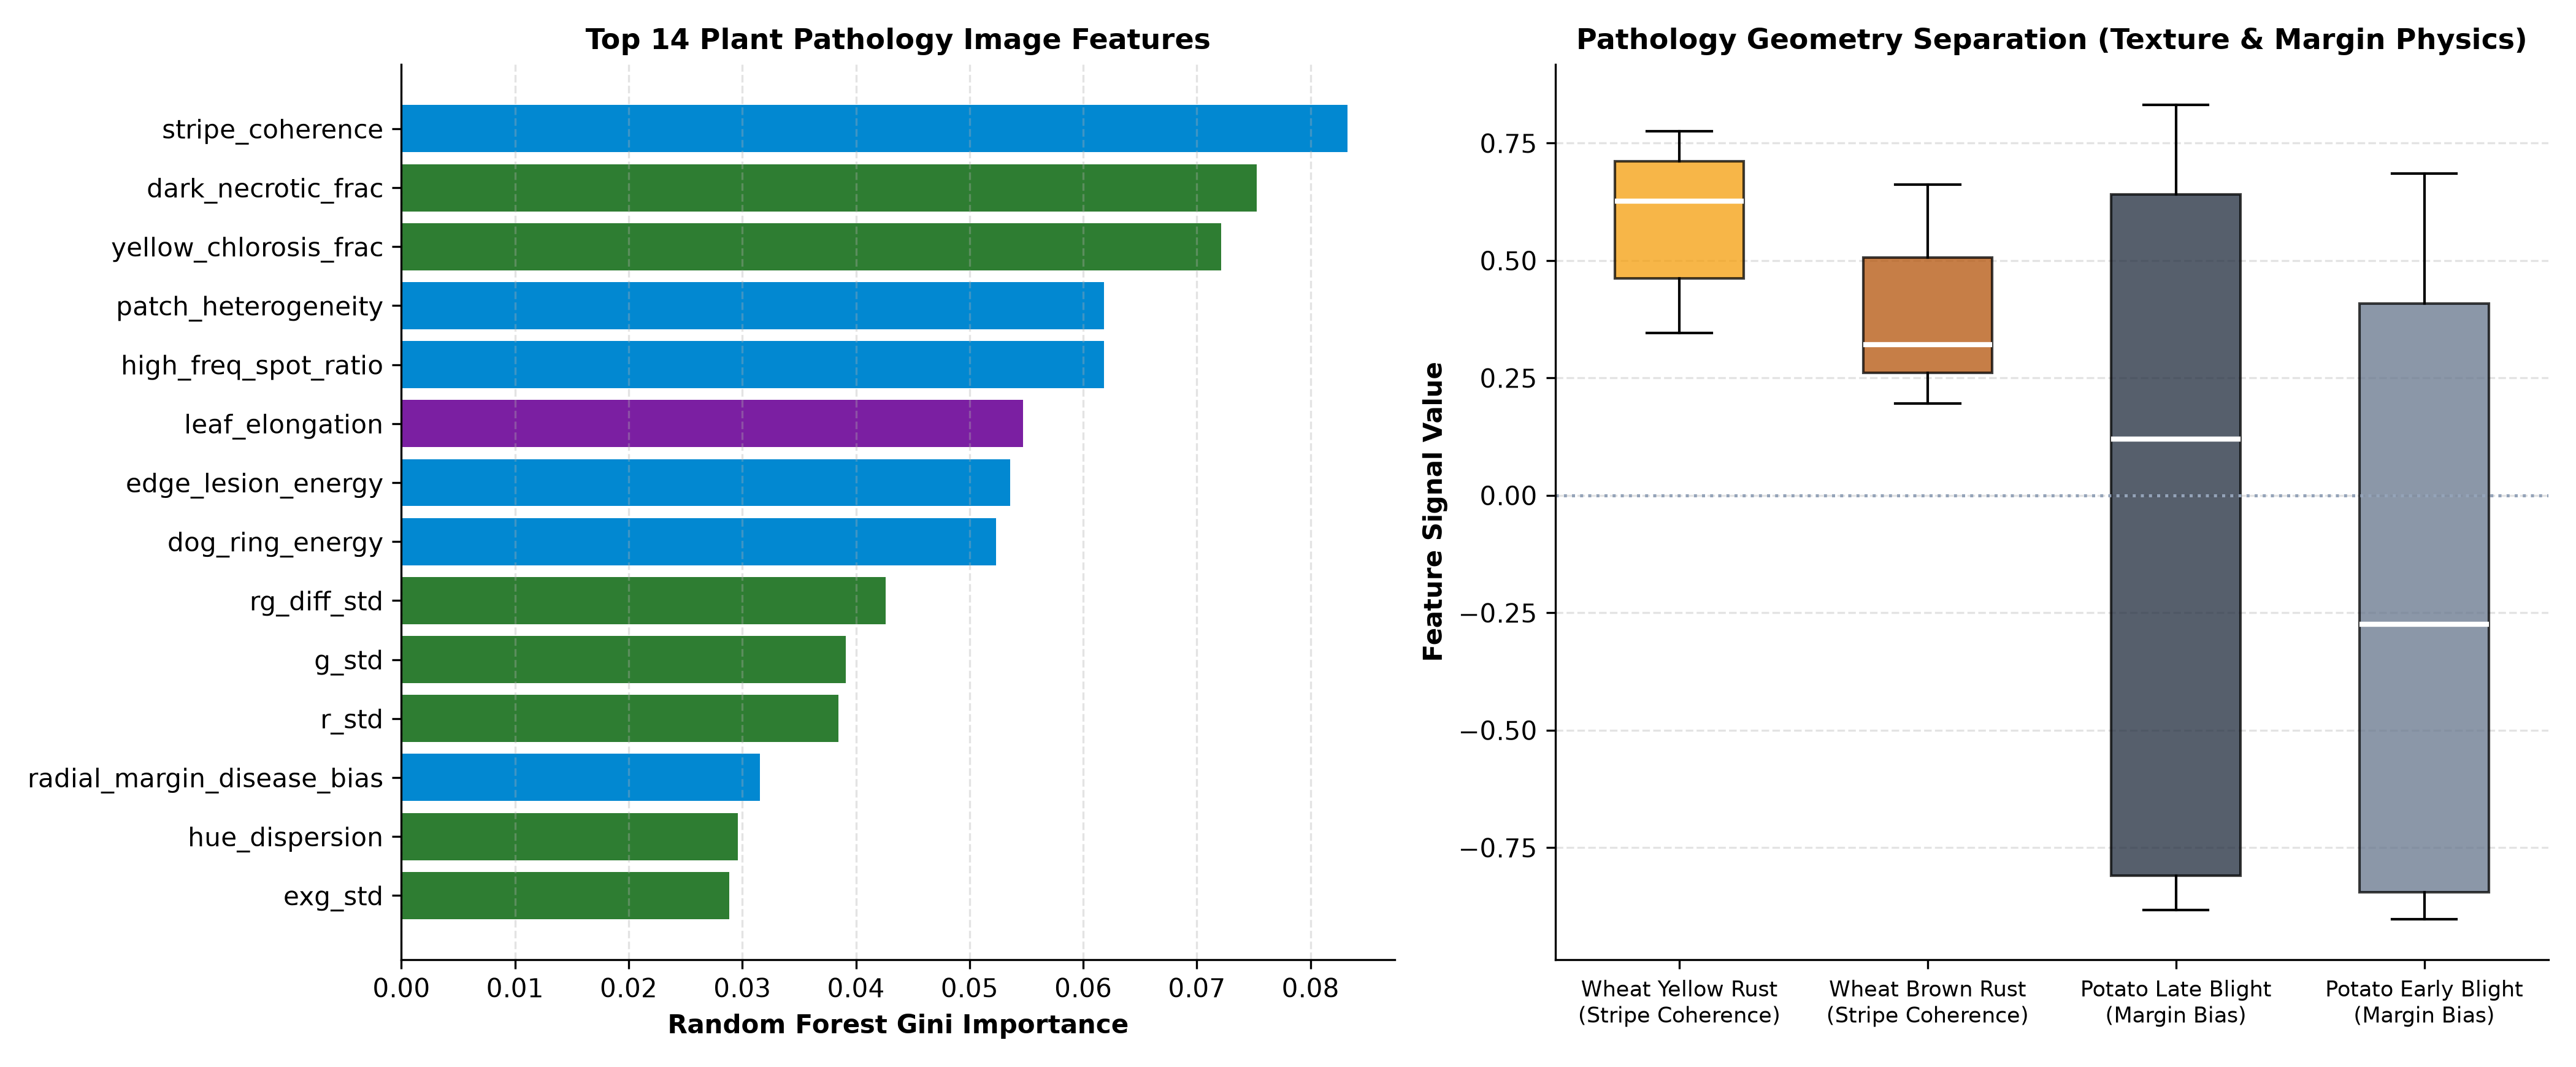 Top 14 Plant Pathology Image Features
stripe_coherence
dark_necrotic_frac
yellow_chlorosis_frac
patch_heterogeneity
high_freq_spot_ratio
leaf_elongation
edge_lesion_energy
dog_ring_energy
rg_diff_std
g_std
r_std
radial_margin_disease_bias
hue_dispersion
exg_std
0.00 0.01 0.02 0.03 0.04 0.05 0.06 0.07 0.08
Random Forest Gini Importance
Pathology Geometry Separation (Texture & Margin Physics)
Feature Signal Value
0.75
0.50
0.25
0.00
−0.25
−0.50
−0.75
Wheat Yellow Rust
(Stripe Coherence)
Wheat Brown Rust
(Stripe Coherence)
Potato Late Blight
(Margin Bias)
Potato Early Blight
(Margin Bias)